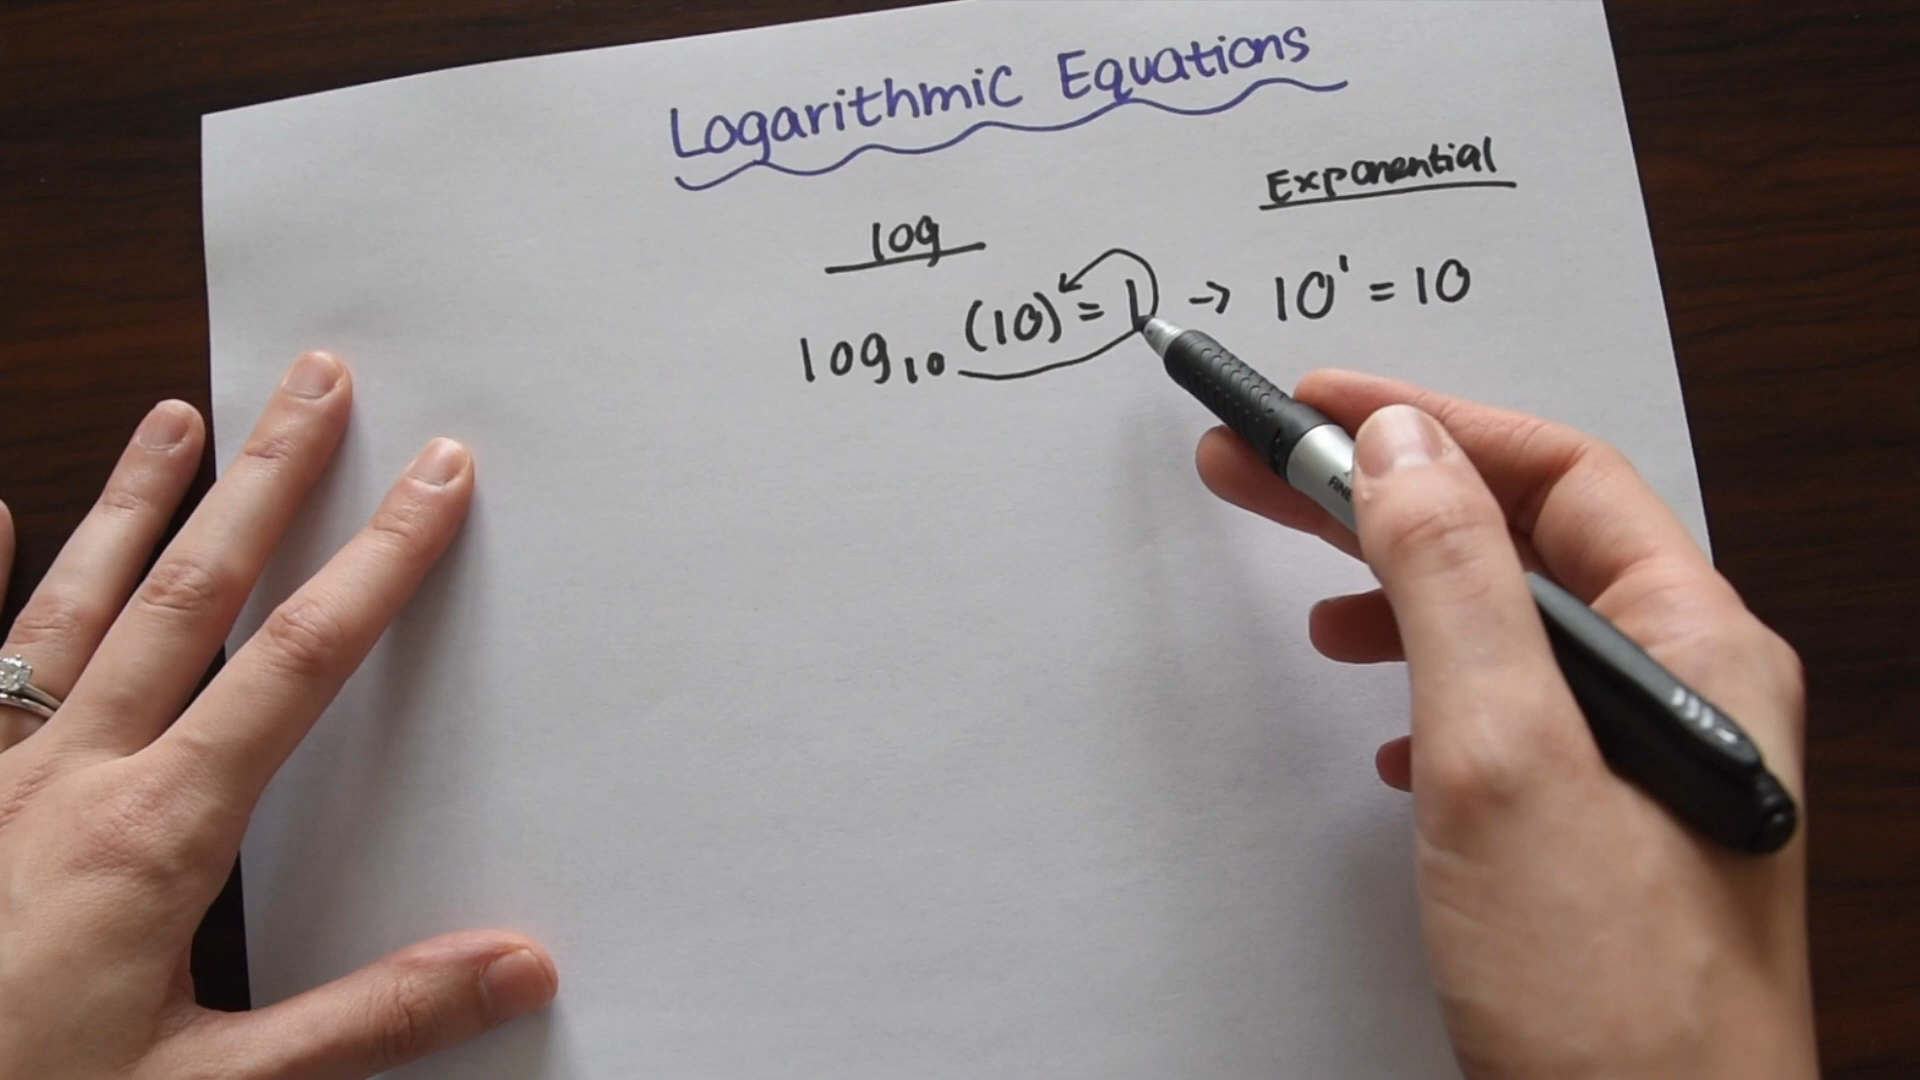 Logarithmic Equations
log
Exponential
log₁₀ (10) = 1 → 10¹ = 10